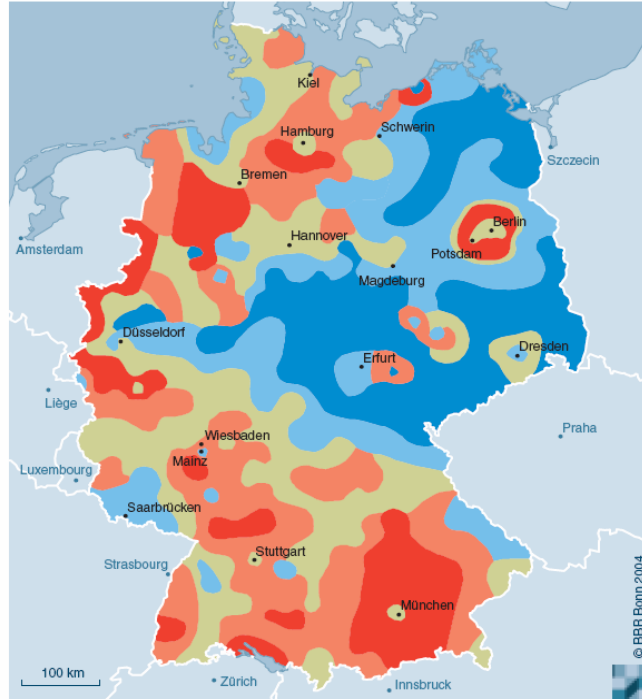 Kiel
Hamburg
Schwerin
Szczecin
Bremen
Amsterdam
Hannover
Berlin
Potsdam
Magdeburg
Düsseldorf
Erfurt
Dresden
Liège
Praha
Wiesbaden
Mainz
Luxembourg
Saarbrücken
Strasbourg
Stuttgart
München
100 km
Zürich
Innsbruck
© BBR Bonn 2004